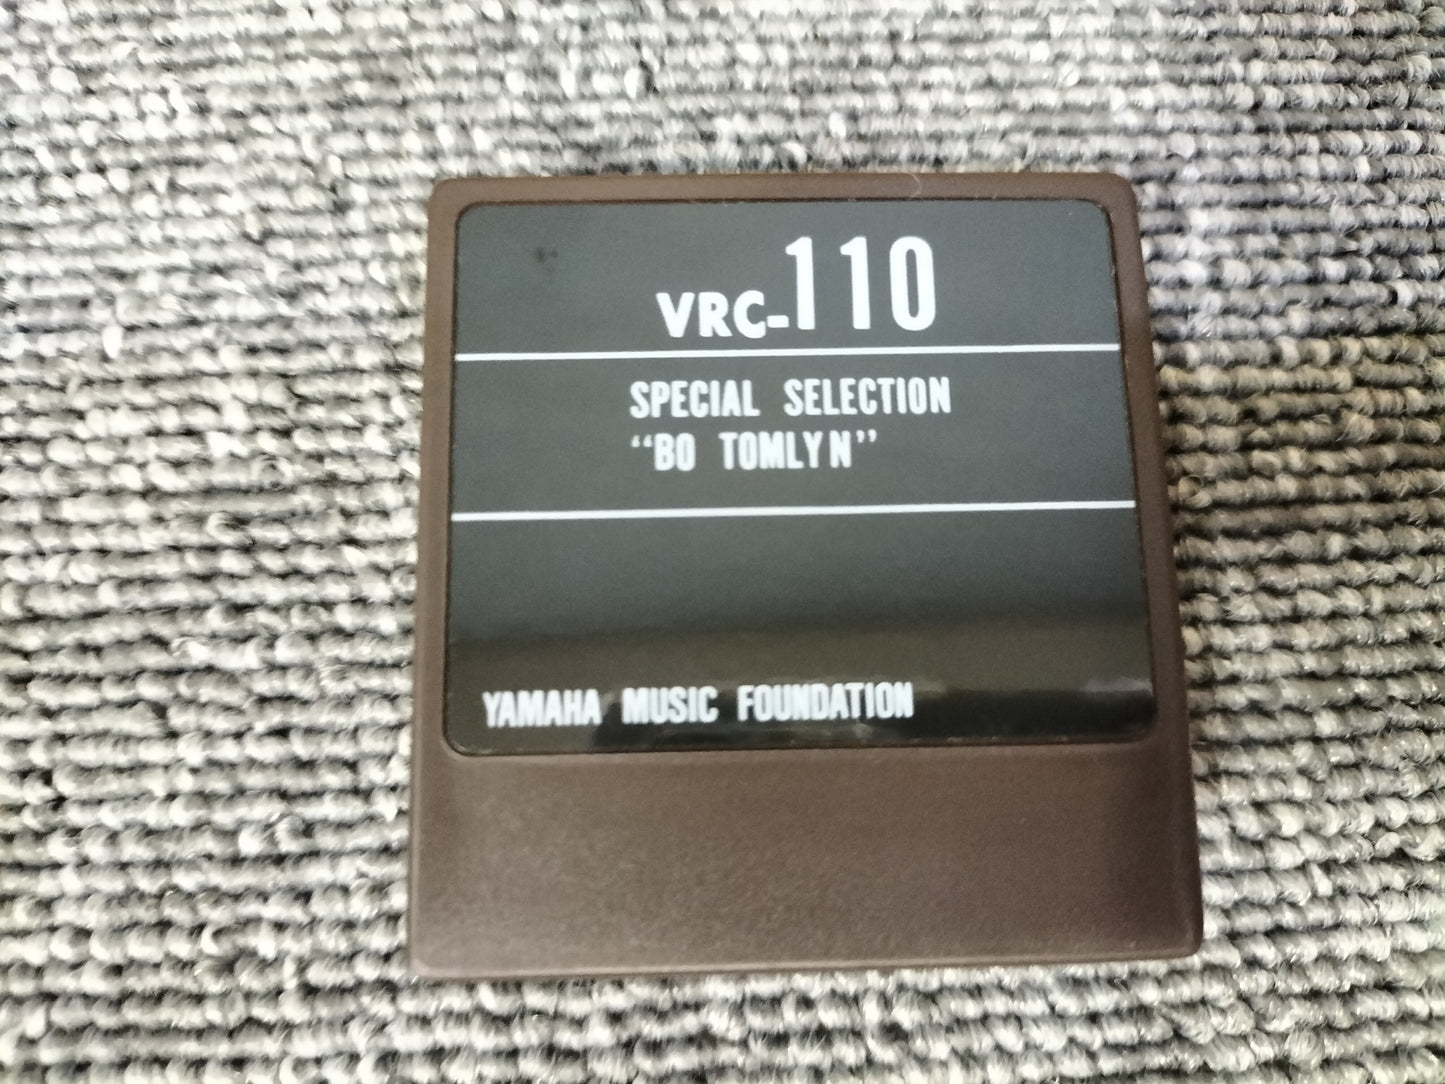 VRC-110
SPECIAL SELECTION
“BO TOMLYN”
YAMAHA MUSIC FOUNDATION